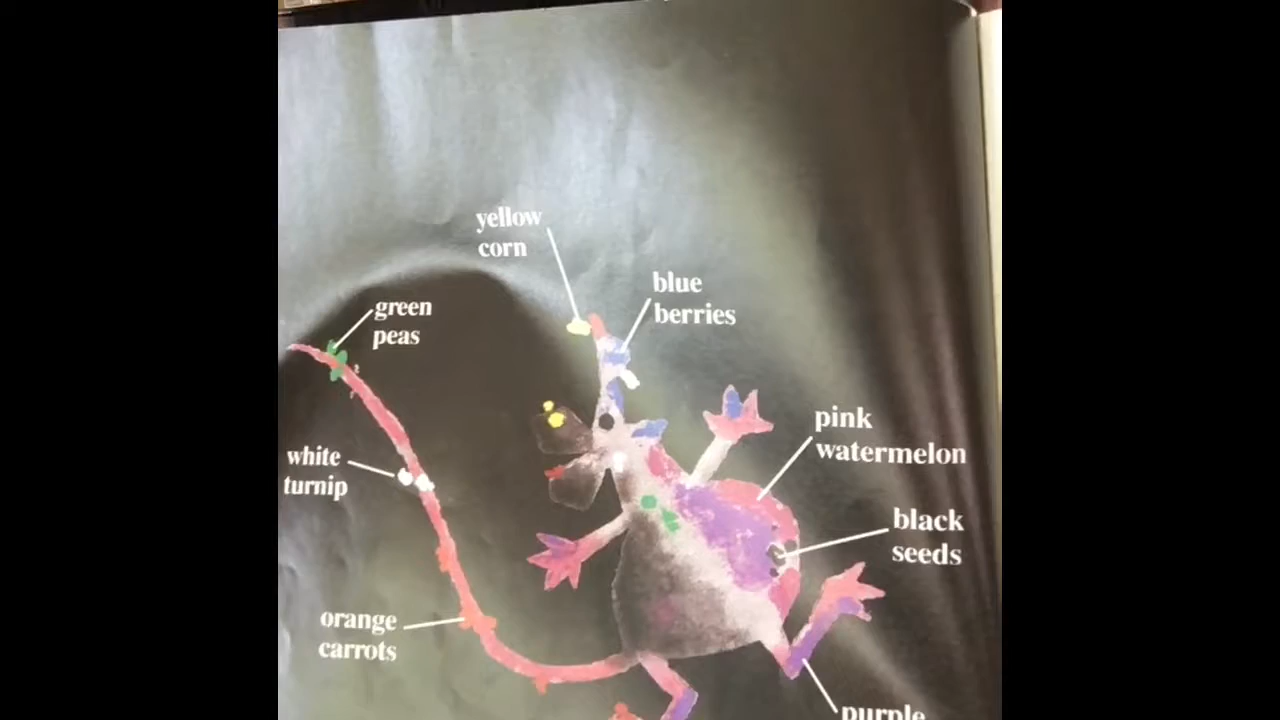 yellow
corn
blue
berries
green
peas
pink
watermelon
white
turnip
black
seeds
orange
carrots
purple